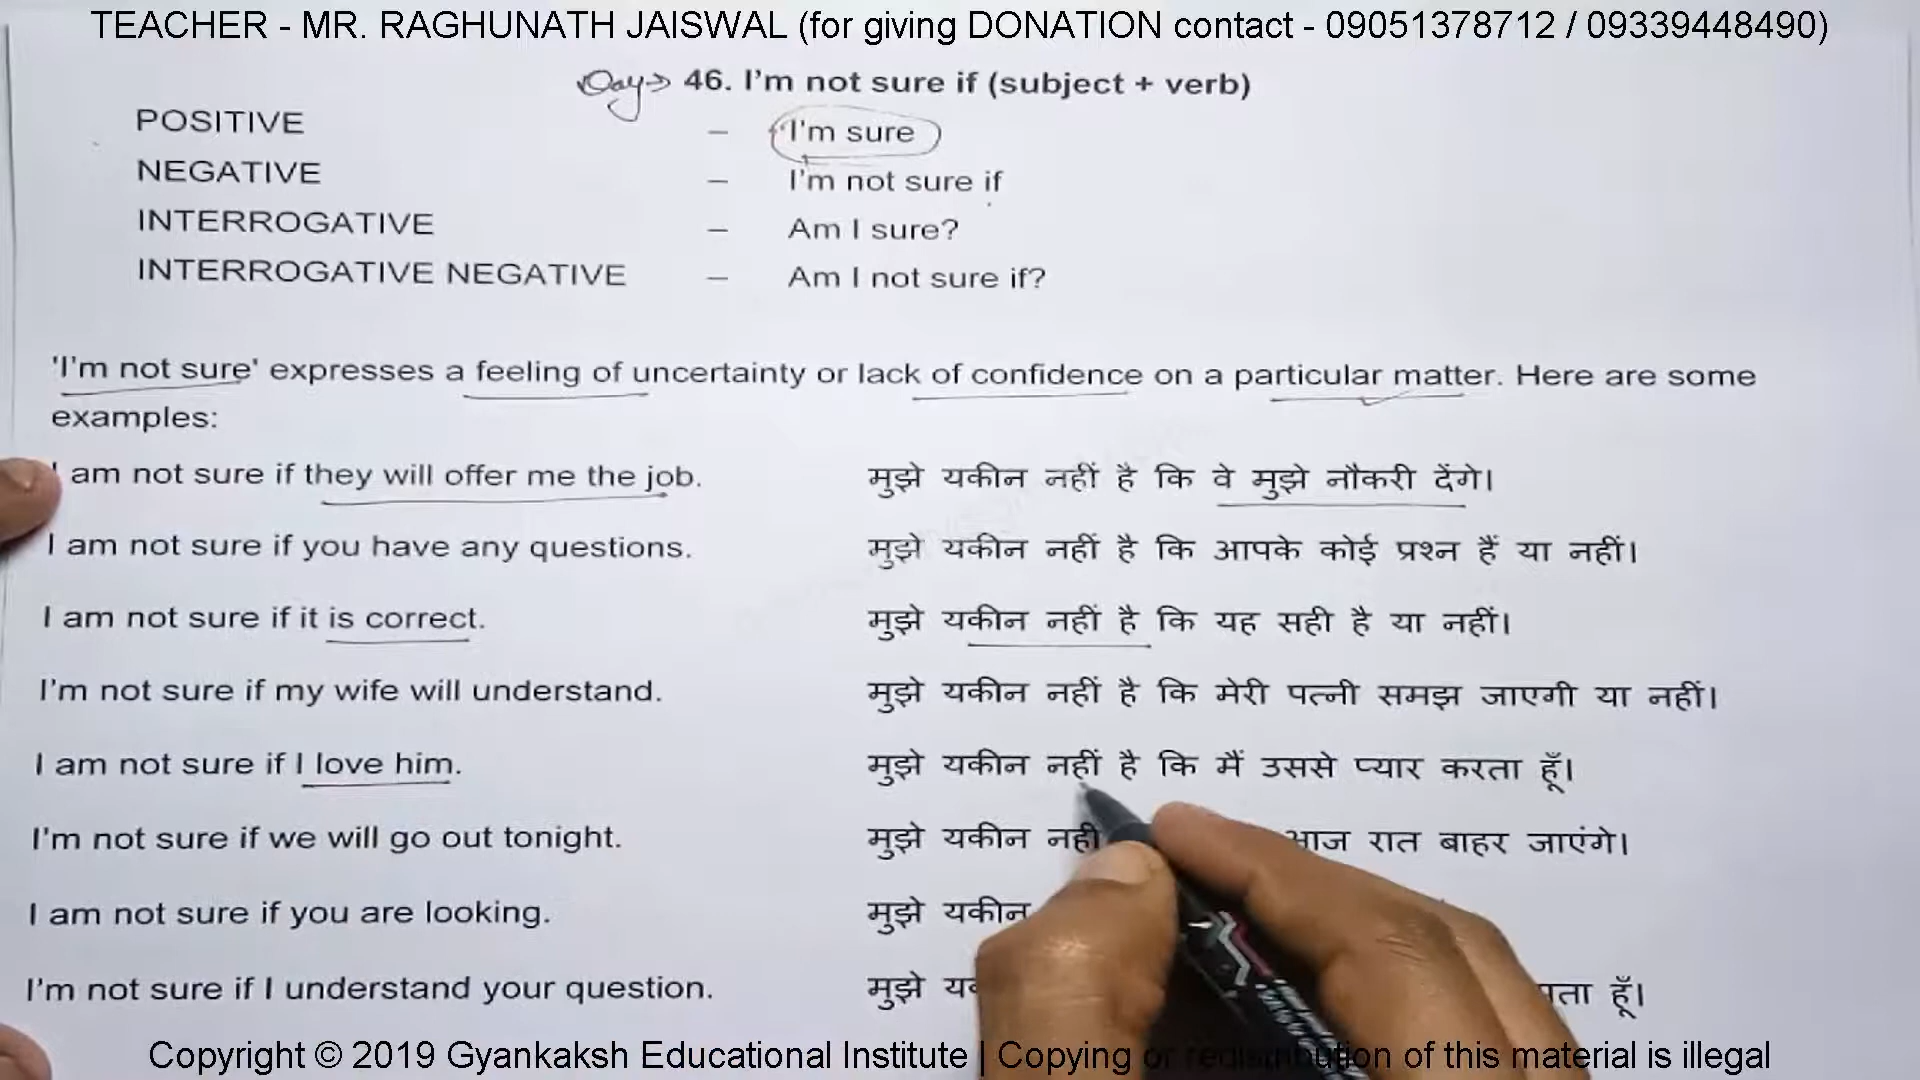 TEACHER - MR. RAGHUNATH JAISWAL (for giving DONATION contact - 09051378712 / 09339448490)
Day→ 46. I'm not sure if (subject + verb)
POSITIVE – I'm sure
NEGATIVE – I'm not sure if
INTERROGATIVE – Am I sure?
INTERROGATIVE NEGATIVE – Am I not sure if?
'I'm not sure' expresses a feeling of uncertainty or lack of confidence on a particular matter. Here are some
examples:
I am not sure if they will offer me the job. मुझे यकीन नहीं है कि वे मुझे नौकरी देंगे।
I am not sure if you have any questions. मुझे यकीन नहीं है कि आपके कोई प्रश्न हैं या नहीं।
I am not sure if it is correct. मुझे यकीन नहीं है कि यह सही है या नहीं।
I'm not sure if my wife will understand. मुझे यकीन नहीं है कि मेरी पत्नी समझ जाएगी या नहीं।
I am not sure if I love him. मुझे यकीन नहीं है कि मैं उससे प्यार करता हूँ।
I'm not sure if we will go out tonight. मुझे यकीन नहीं आज रात बाहर जाएंगे।
I am not sure if you are looking. मुझे यकीन
I'm not sure if I understand your question. मुझे हूँ।
Copyright © 2019 Gyankaksh Educational Institute | Copying or redistribution of this material is illegal